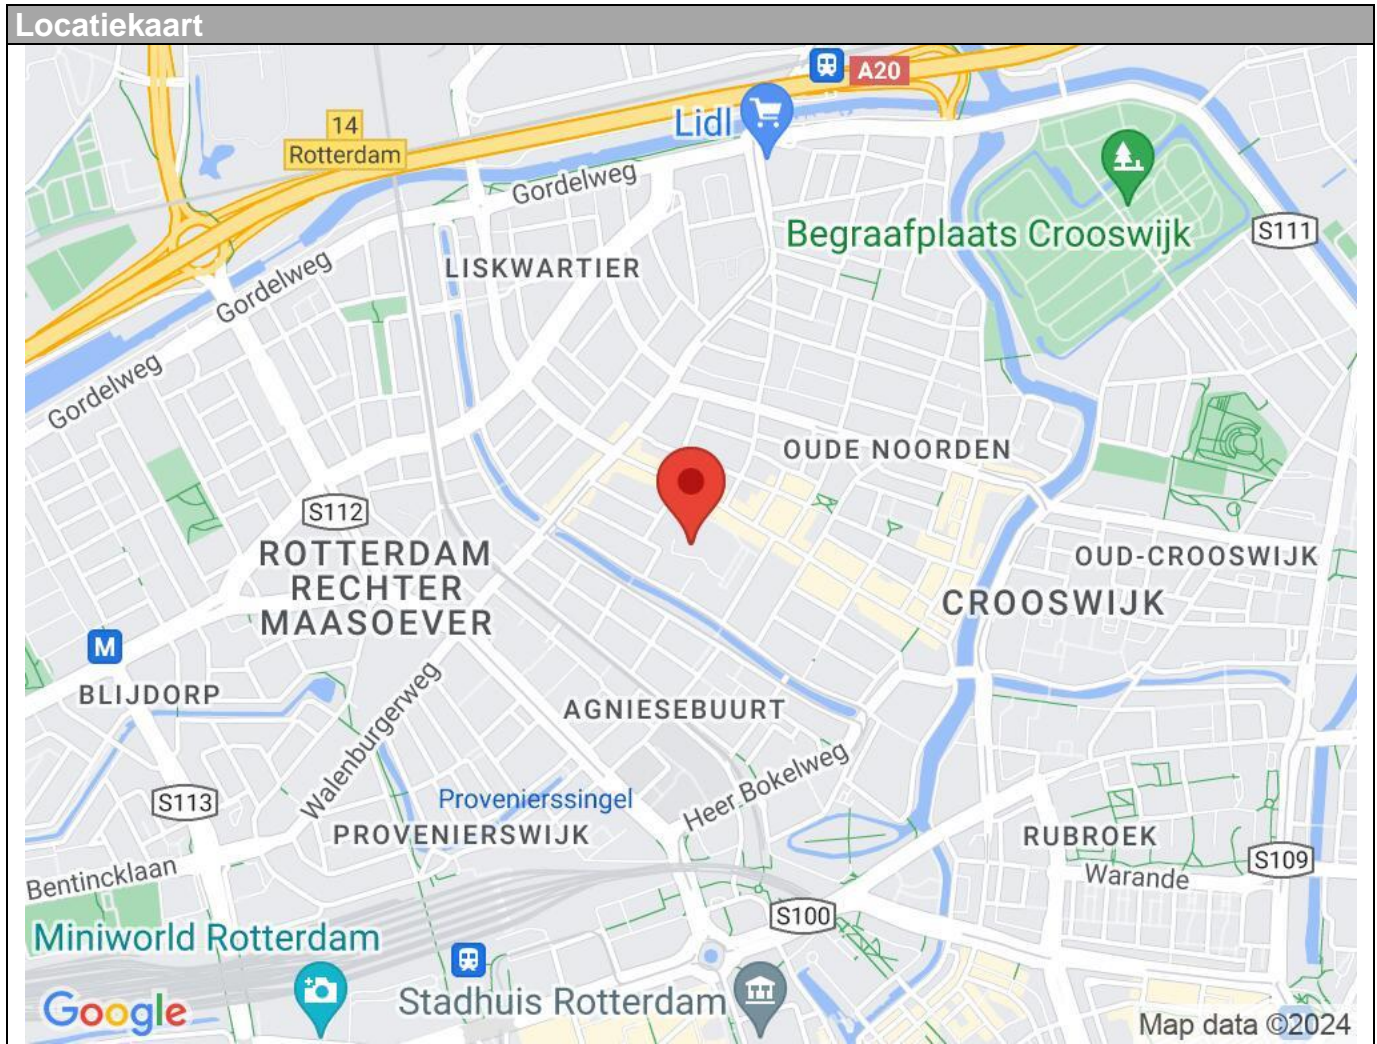 Locatiekaart
A20
14
Rotterdam
Lidl
Gordelweg
Begraafplaats Crooswijk
S111
LISKWARTIER
Gordelweg
Gordelweg
OUDE NOORDEN
S112
ROTTERDAM
RECHTER
MAASOEVER
OUD-CROOSWIJK
CROOSWIJK
M
BLIJDORP
AGNIESEBUURT
Walenburgerweg
Heer Bokelweg
S113
Provenierssingel
PROVENIERSWIJK
RUBROEK
S109
Bentincklaan
Warande
S100
Miniworld Rotterdam
Stadhuis Rotterdam
Google
Map data ©2024